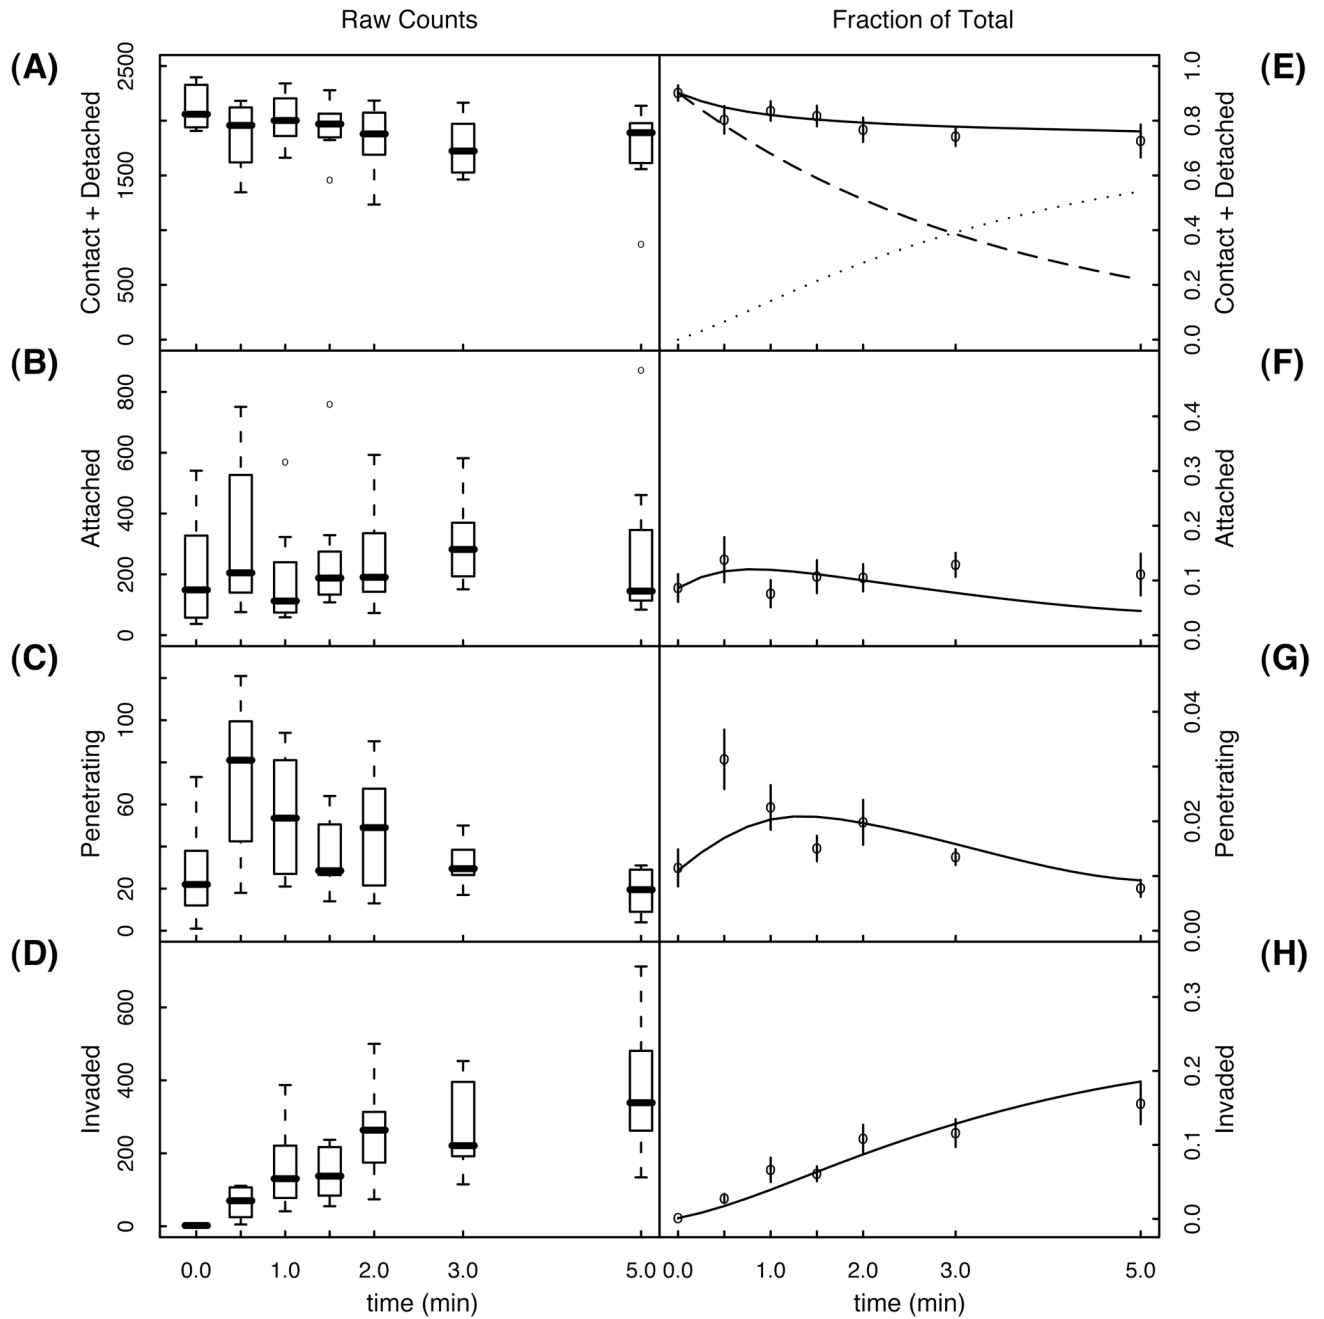 Raw Counts Fraction of Total
(A) (E)
Contact + Detached
0 500 1500 2500
0.0 0.2 0.4 0.6 0.8 1.0
Contact + Detached
(B) (F)
Attached
0 200 400 600 800
0.0 0.1 0.2 0.3 0.4
Attached
(C) (G)
Penetrating
0 20 60 100
0.00 0.02 0.04
Penetrating
(D) (H)
Invaded
0 200 400 600
0.0 0.1 0.2 0.3
Invaded
0.0 1.0 2.0 3.0 5.0 0.0 1.0 2.0 3.0 5.0
time (min) time (min)